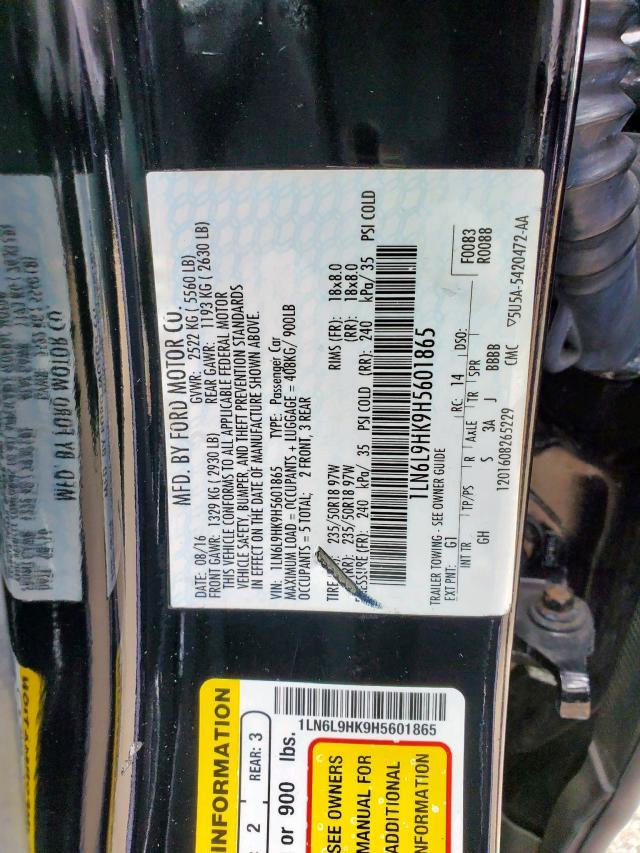 MFD. BY FORD MOTOR CO.
DATE: 08/16 GVWR: 2522 KG ( 5560 LB)
FRONT GAWR: 1329 KG (2930 LB) REAR GAWR: 1193 KG ( 2630 LB)
THIS VEHICLE CONFORMS TO ALL APPLICABLE FEDERAL MOTOR
VEHICLE SAFETY, BUMPER, AND THEFT PREVENTION STANDARDS
IN EFFECT ON THE DATE OF MANUFACTURE SHOWN ABOVE.
VIN: 1LN6L9HK9H5601865 TYPE: Passenger Car
MAXIMUM LOAD = OCCUPANTS + LUGGAGE = 408KG/ 900LB
OCCUPANTS = 5 TOTAL; 2 FRONT, 3 REAR
235/50R18 97W RIMS (FR): 18x8.0
235/50R18 97W (RR): 18x8.0
(FR): 240 kPa/ 35 PSI COLD (RR): 240 kPa/ 35 PSI COLD
1LN6L9HK9H5601865
TRAILER TOWING - SEE OWNER GUIDE
EXT PNT: G1 RC: 14 DSO: F0083
R0088
INT TR TP/PS R AXLE TR SPR
GH S 3A J BBBB
1201608265229 CMC ▽5U5A-5420472-AA
INFORMATION
2 REAR: 3
or 900 lbs.
1LN6L9HK9H5601865
SEE OWNERS
MANUAL FOR
ADDITIONAL
INFORMATION
MFD. BY FORD MOTOR CO.